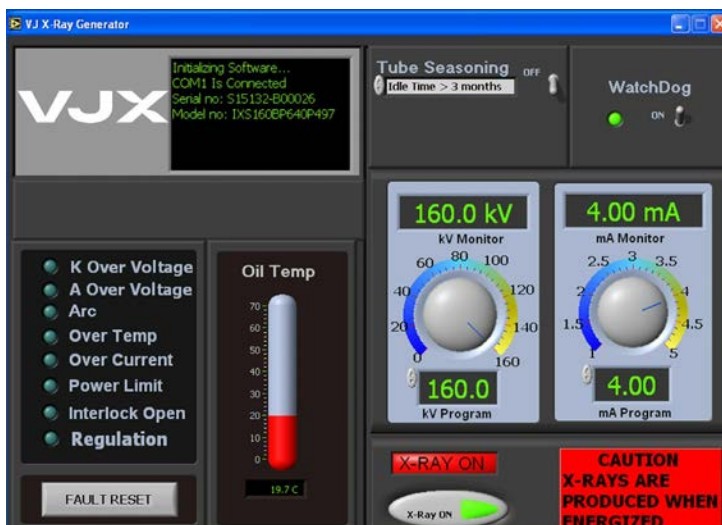 VJ X-Ray Generator
VJX
Initializing Software...
COM1 Is Connected
Serial no: S15132-B00026
Model no: IXS160BP640P497
Tube Seasoning
OFF
Idle Time > 3 months
WatchDog
ON
160.0 kV
kV Monitor
0
20
40
60
80
100
120
140
160
160.0
kV Program
4.00 mA
mA Monitor
1
1.5
2
2.5
3
3.5
4
4.5
5
4.00
mA Program
K Over Voltage
A Over Voltage
Arc
Over Temp
Over Current
Power Limit
Interlock Open
Regulation
FAULT RESET
Oil Temp
70
60
50
40
30
20
10
0
19.7 C
X-RAY ON
X-Ray ON
CAUTION
X-RAYS ARE
PRODUCED WHEN
ENERGIZED